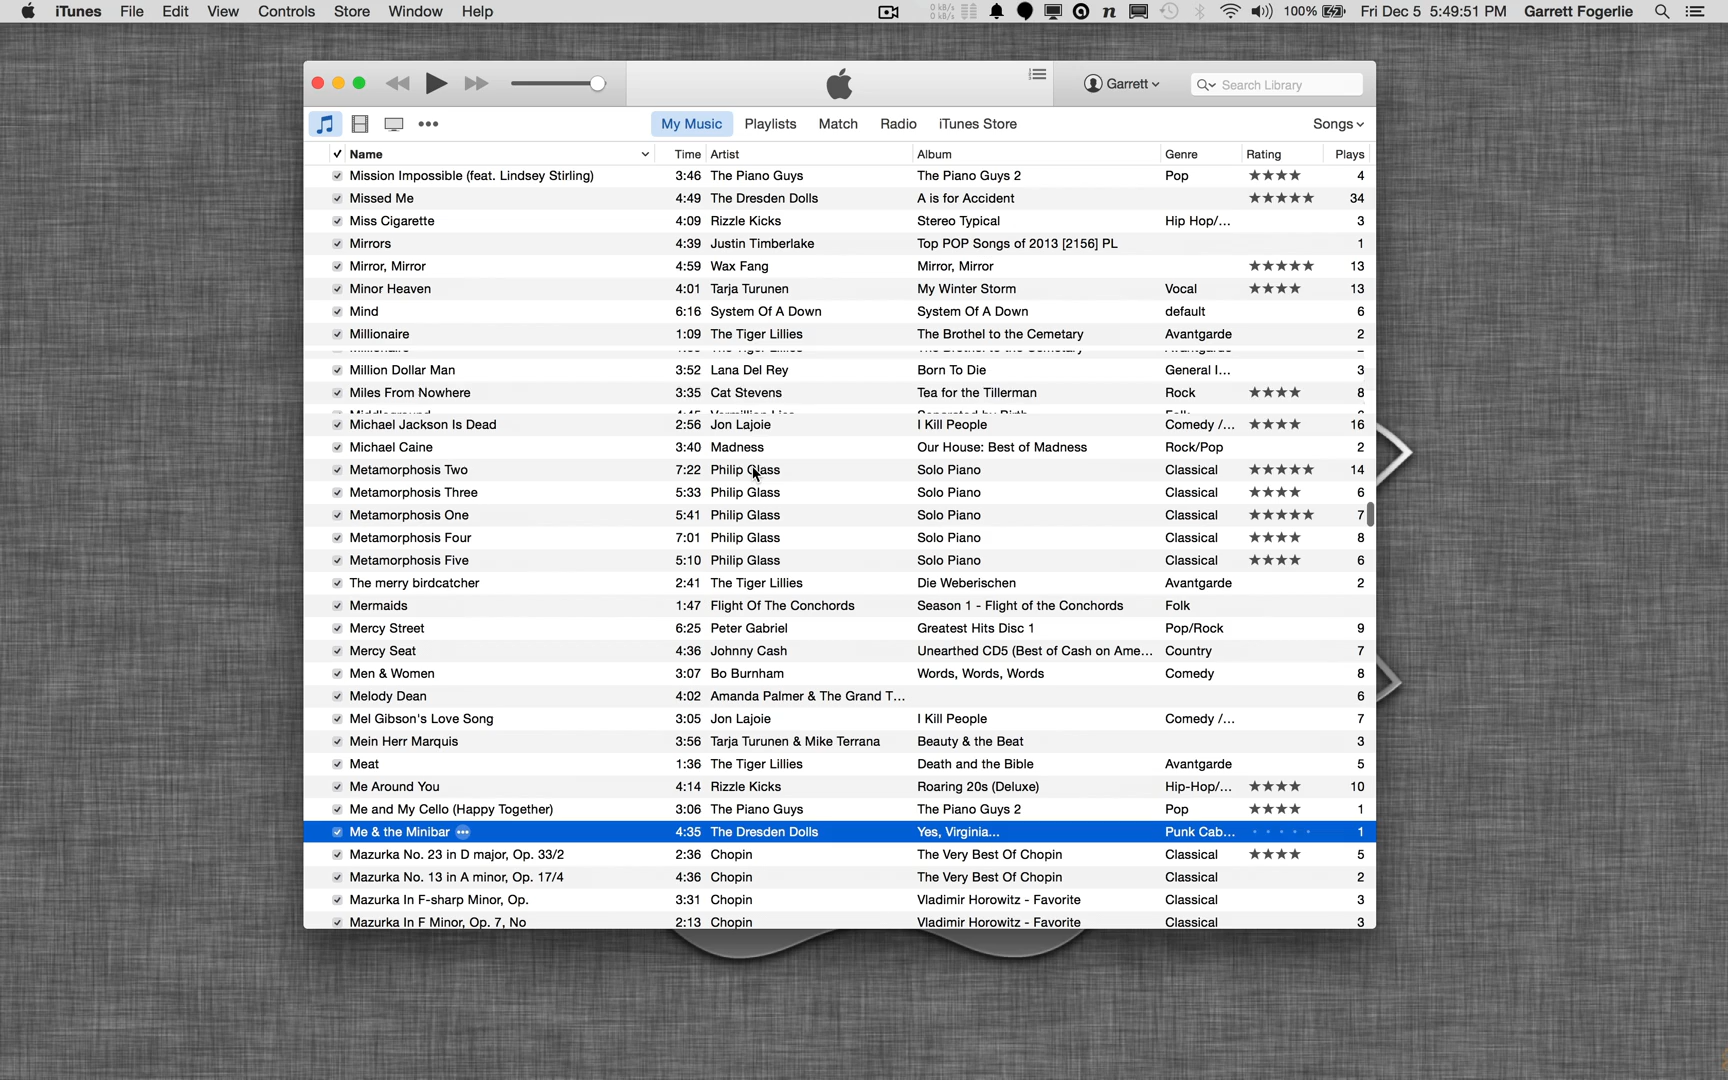 iTunes File Edit View Controls Store Window Help 0 kB/s 0 kB/s 100% Fri Dec 5 5:49:51 PM Garrett Fogerlie
Garrett Search Library
My Music Playlists Match Radio iTunes Store Songs
Name Time Artist Album Genre Rating Plays
Mission Impossible (feat. Lindsey Stirling) 3:46 The Piano Guys The Piano Guys 2 Pop ★★★★ 4
Missed Me 4:49 The Dresden Dolls A is for Accident ★★★★★ 34
Miss Cigarette 4:09 Rizzle Kicks Stereo Typical Hip Hop/... 3
Mirrors 4:39 Justin Timberlake Top POP Songs of 2013 [2156] PL 1
Mirror, Mirror 4:59 Wax Fang Mirror, Mirror ★★★★★ 13
Minor Heaven 4:01 Tarja Turunen My Winter Storm Vocal ★★★★ 13
Mind 6:16 System Of A Down System Of A Down default 6
Millionaire 1:09 The Tiger Lillies The Brothel to the Cemetary Avantgarde 2
Million Dollar Man 3:52 Lana Del Rey Born To Die General I... 3
Miles From Nowhere 3:35 Cat Stevens Tea for the Tillerman Rock ★★★★ 8
Michael Jackson Is Dead 2:56 Jon Lajoie I Kill People Comedy /... ★★★★ 16
Michael Caine 3:40 Madness Our House: Best of Madness Rock/Pop 2
Metamorphosis Two 7:22 Philip Glass Solo Piano Classical ★★★★★ 14
Metamorphosis Three 5:33 Philip Glass Solo Piano Classical ★★★★ 6
Metamorphosis One 5:41 Philip Glass Solo Piano Classical ★★★★★ 7
Metamorphosis Four 7:01 Philip Glass Solo Piano Classical ★★★★ 8
Metamorphosis Five 5:10 Philip Glass Solo Piano Classical ★★★★ 6
The merry birdcatcher 2:41 The Tiger Lillies Die Weberischen Avantgarde 2
Mermaids 1:47 Flight Of The Conchords Season 1 - Flight of the Conchords Folk
Mercy Street 6:25 Peter Gabriel Greatest Hits Disc 1 Pop/Rock 9
Mercy Seat 4:36 Johnny Cash Unearthed CD5 (Best of Cash on Ame... Country 7
Men & Women 3:07 Bo Burnham Words, Words, Words Comedy 8
Melody Dean 4:02 Amanda Palmer & The Grand T... 6
Mel Gibson's Love Song 3:05 Jon Lajoie I Kill People Comedy /... 7
Mein Herr Marquis 3:56 Tarja Turunen & Mike Terrana Beauty & the Beat 3
Meat 1:36 The Tiger Lillies Death and the Bible Avantgarde 5
Me Around You 4:14 Rizzle Kicks Roaring 20s (Deluxe) Hip-Hop/... ★★★★ 10
Me and My Cello (Happy Together) 3:06 The Piano Guys The Piano Guys 2 Pop ★★★★ 1
Me & the Minibar 4:35 The Dresden Dolls Yes, Virginia... Punk Cab... 1
Mazurka No. 23 in D major, Op. 33/2 2:36 Chopin The Very Best Of Chopin Classical ★★★★ 5
Mazurka No. 13 in A minor, Op. 17/4 4:36 Chopin The Very Best Of Chopin Classical 2
Mazurka In F-sharp Minor, Op. 3:31 Chopin Vladimir Horowitz - Favorite Classical 3
Mazurka In F Minor, Op. 7, No 2:13 Chopin Vladimir Horowitz - Favorite Classical 3